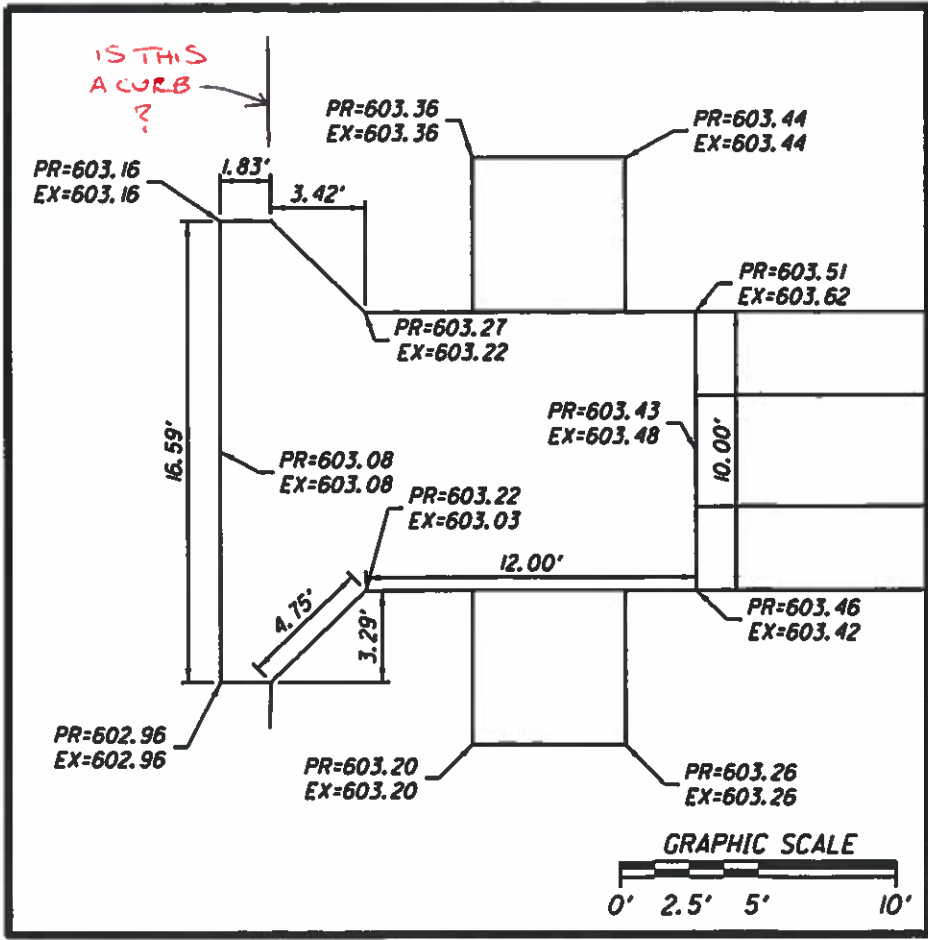 IS THIS
A CURB
?
PR=603.36
EX=603.36
PR=603.44
EX=603.44
PR=603.16
EX=603.16
1.83'
3.42'
PR=603.51
EX=603.62
PR=603.27
EX=603.22
PR=603.43
EX=603.48
10.00'
16.59'
PR=603.08
EX=603.08
PR=603.22
EX=603.03
12.00'
4.75'
3.29'
PR=603.46
EX=603.42
PR=602.96
EX=602.96
PR=603.20
EX=603.20
PR=603.26
EX=603.26
GRAPHIC SCALE
0' 2.5' 5' 10'